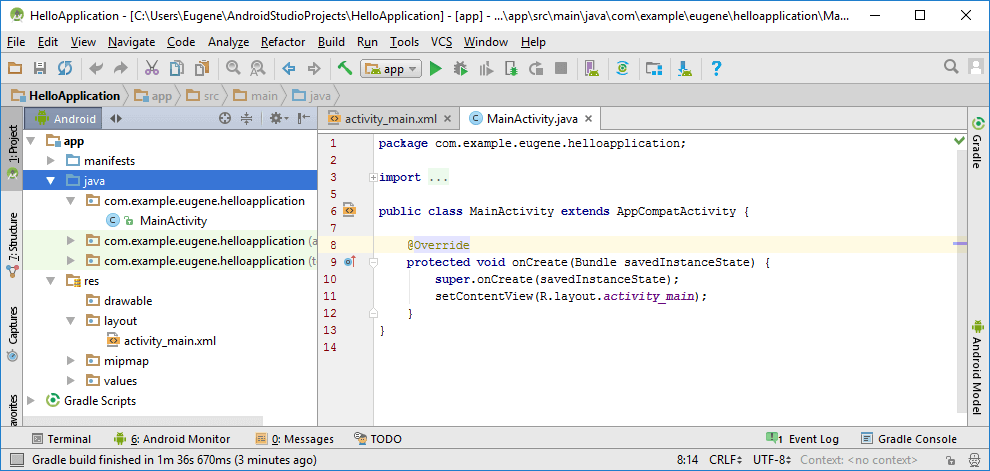 HelloApplication - [C:\Users\Eugene\AndroidStudioProjects\HelloApplication] - [app] - ...\app\src\main\java\com\example\eugene\helloapplication\Ma...
File Edit View Navigate Code Analyze Refactor Build Run Tools VCS Window Help
app
HelloApplication app src main java
1: Project
7: Structure
Captures
avorites
Android
app
manifests
java
com.example.eugene.helloapplication
MainActivity
com.example.eugene.helloapplication (a
com.example.eugene.helloapplication (t
res
drawable
layout
activity_main.xml
mipmap
values
Gradle Scripts
activity_main.xml MainActivity.java
1 package com.example.eugene.helloapplication;
2
3 import ...
5
6 public class MainActivity extends AppCompatActivity {
7
8 @Override
9 protected void onCreate(Bundle savedInstanceState) {
10 super.onCreate(savedInstanceState);
11 setContentView(R.layout.activity_main);
12 }
13 }
14
Gradle
Android Model
Terminal 6: Android Monitor 0: Messages TODO 1 Event Log Gradle Console
Gradle build finished in 1m 36s 670ms (3 minutes ago) 8:14 CRLF UTF-8 Context: <no context>